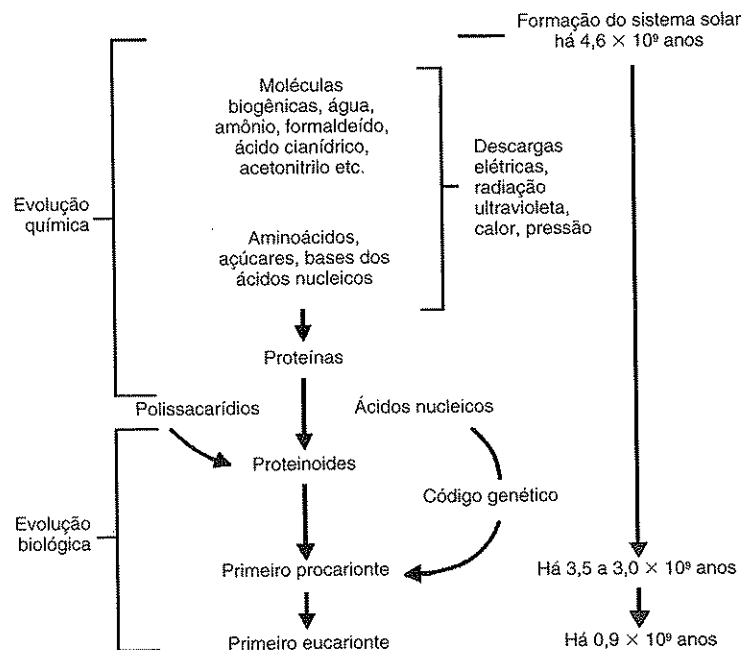 Formação do sistema solar
há 4,6 × 10⁹ anos
Moléculas
biogênicas, água,
amônio, formaldeído,
ácido cianídrico,
acetonitrilo etc.
Descargas
elétricas,
radiação
ultravioleta,
calor, pressão
Evolução
química
Aminoácidos,
açúcares, bases dos
ácidos nucleicos
Proteínas
Polissacarídios
Ácidos nucleicos
Proteinoides
Código genético
Evolução
biológica
Primeiro procarionte
Há 3,5 a 3,0 × 10⁹ anos
Primeiro eucarionte
Há 0,9 × 10⁹ anos